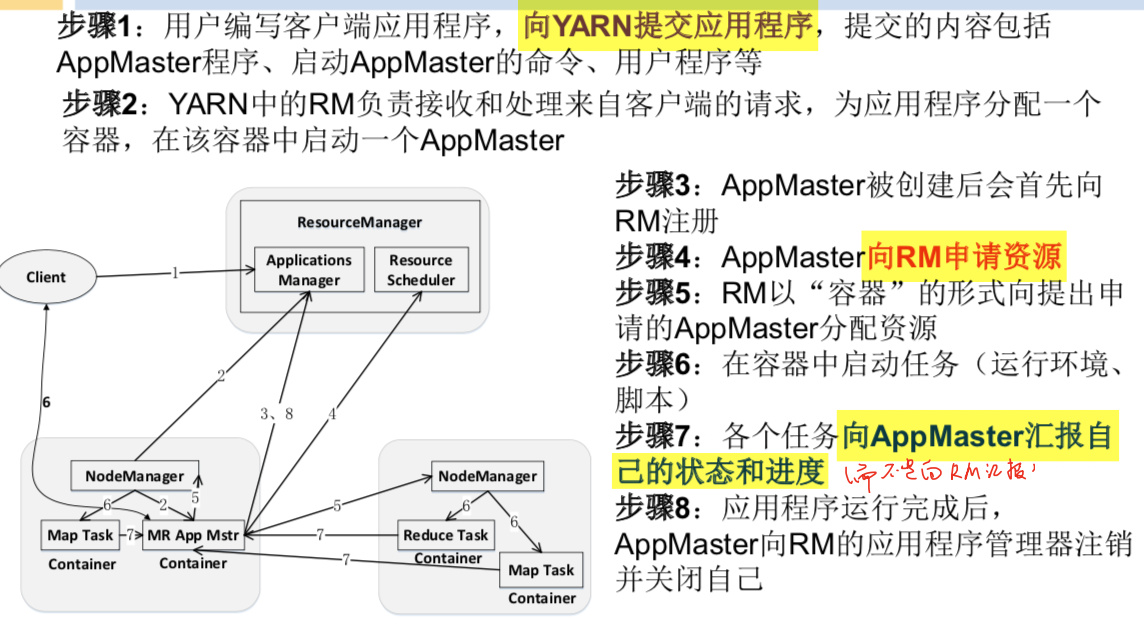 步骤1：用户编写客户端应用程序，向YARN提交应用程序，提交的内容包括
AppMaster程序、启动AppMaster的命令、用户程序等
步骤2：YARN中的RM负责接收和处理来自客户端的请求，为应用程序分配一个
容器，在该容器中启动一个AppMaster
步骤3：AppMaster被创建后会首先向
RM注册
步骤4：AppMaster向RM申请资源
步骤5：RM以“容器”的形式向提出申
请的AppMaster分配资源
步骤6：在容器中启动任务（运行环境、
脚本）
步骤7：各个任务向AppMaster汇报自
己的状态和进度（而不是向RM汇报）
步骤8：应用程序运行完成后，
AppMaster向RM的应用程序管理器注销
并关闭自己
ResourceManager
Applications
Manager
Resource
Scheduler
Client
1
2
3、8
4
6
NodeManager
6
2
5
Map Task
7
MR App Mstr
Container
Container
5
7
7
NodeManager
6
6
Reduce Task
Container
Map Task
Container